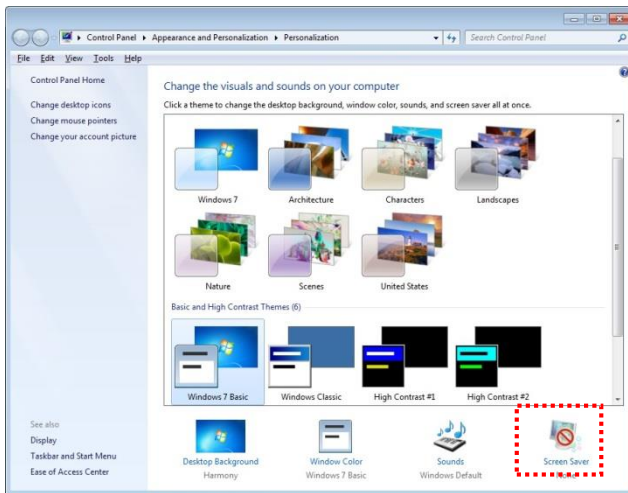 Control Panel ▸ Appearance and Personalization ▸ Personalization
Search Control Panel
File Edit View Tools Help
Control Panel Home
Change desktop icons
Change mouse pointers
Change your account picture
Change the visuals and sounds on your computer
Click a theme to change the desktop background, window color, sounds, and screen saver all at once.
Windows 7 Architecture Characters Landscapes
Nature Scenes United States
Basic and High Contrast Themes (6)
Windows 7 Basic Windows Classic High Contrast #1 High Contrast #2
See also
Display
Taskbar and Start Menu
Ease of Access Center
Desktop Background Window Color Sounds Screen Saver
Harmony Windows 7 Basic Windows Default None